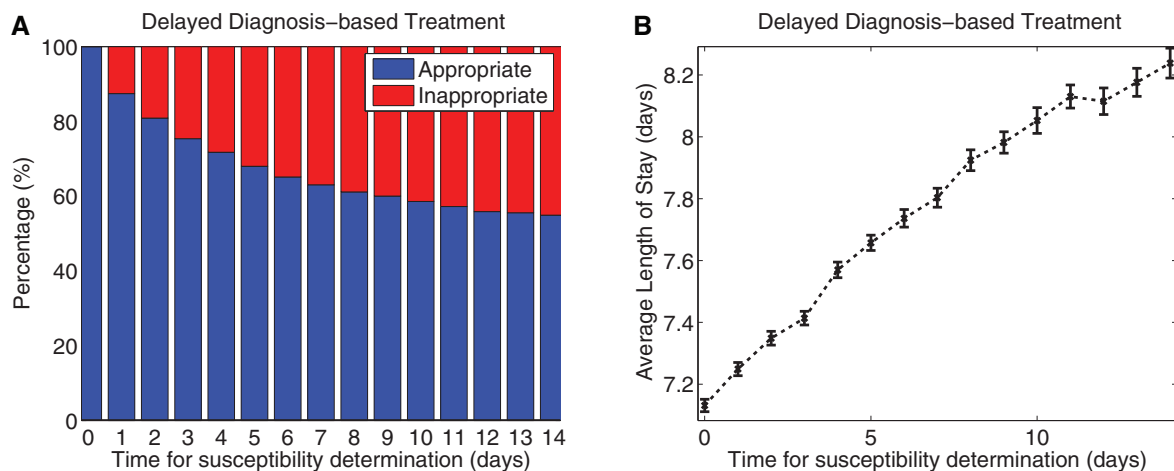 A
Delayed Diagnosis-based Treatment
Percentage (%)
100
80
60
40
20
0
Appropriate
Inappropriate
0 1 2 3 4 5 6 7 8 9 10 11 12 13 14
Time for susceptibility determination (days)
B
Delayed Diagnosis-based Treatment
Average Length of Stay (days)
8.2
8
7.8
7.6
7.4
7.2
0 5 10
Time for susceptibility determination (days)